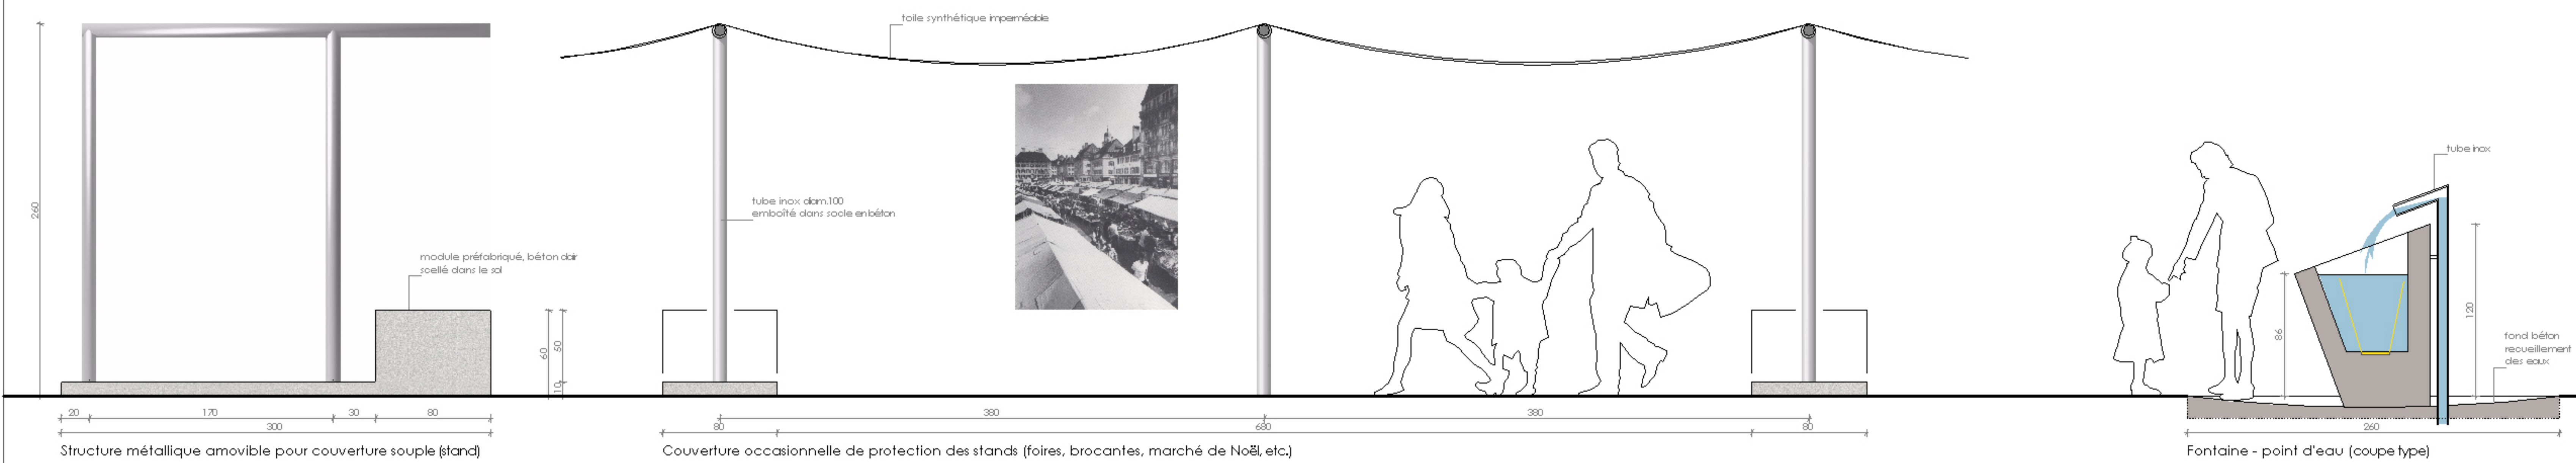 260
module préfabriqué, béton clair
scellé dans le sol
60
50
10
20 170 30 80
300
Structure métallique amovible pour couverture souple (stand)
toile synthétique imperméable
tube inox diam.100
emboîté dans socle en béton
380 380
80 680 80
Couverture occasionnelle de protection des stands (foires, brocantes, marché de Noël, etc.)
tube inox
86
120
fond béton
recueillement
des eaux
260
Fontaine - point d'eau (coupe type)